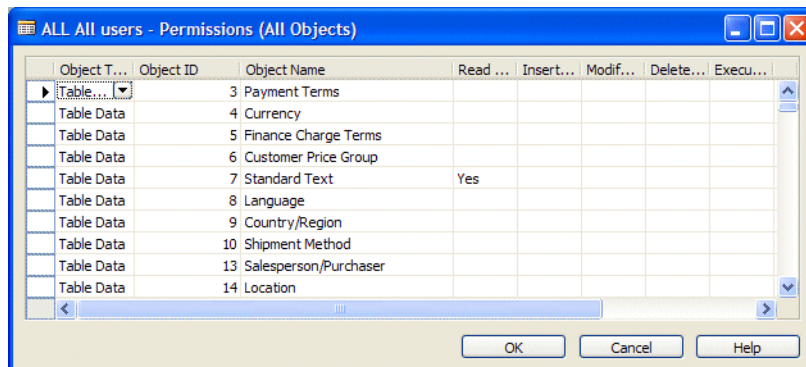 ALL All users - Permissions (All Objects)
Object T... Object ID Object Name Read ... Insert... Modif... Delete... Execu...
Table... 3 Payment Terms
Table Data 4 Currency
Table Data 5 Finance Charge Terms
Table Data 6 Customer Price Group
Table Data 7 Standard Text Yes
Table Data 8 Language
Table Data 9 Country/Region
Table Data 10 Shipment Method
Table Data 13 Salesperson/Purchaser
Table Data 14 Location
OK Cancel Help